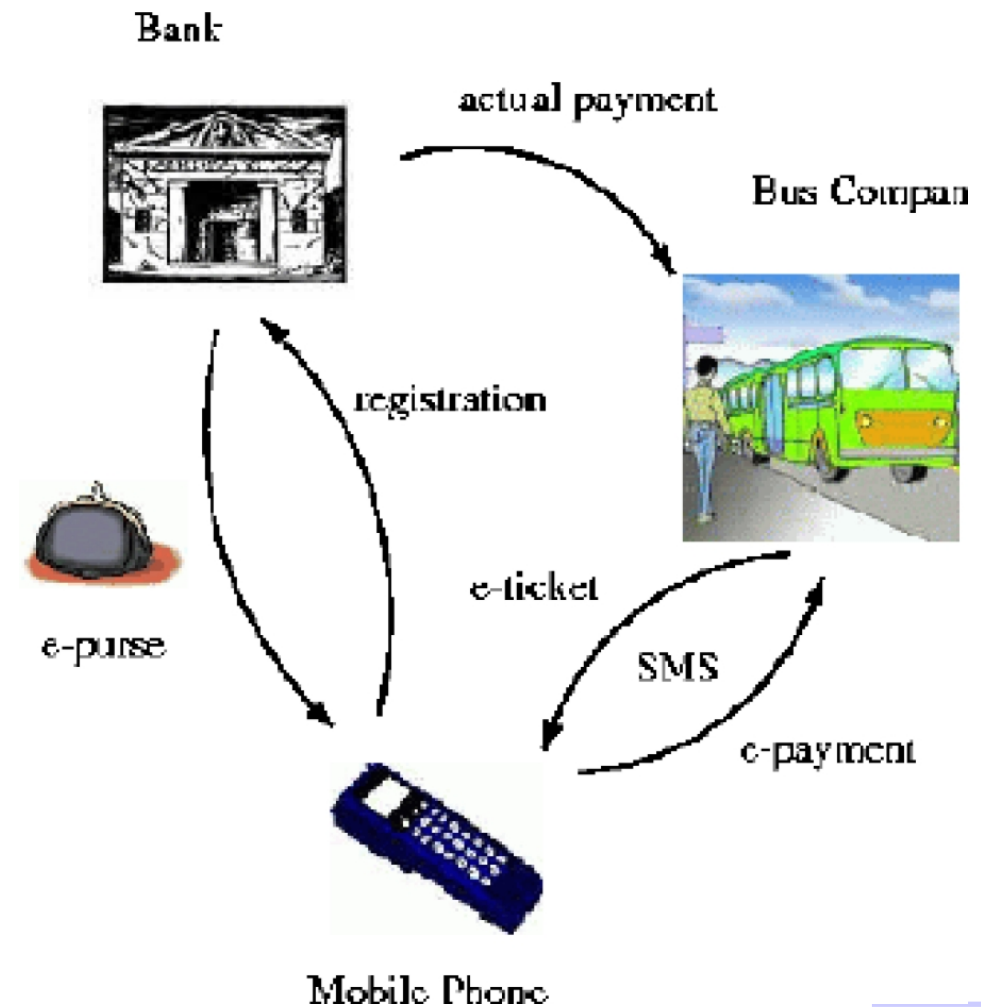 Bank
actual payment
Bus Compan
registration
e-ticket
e-purse
SMS
e-payment
Mobile Phone